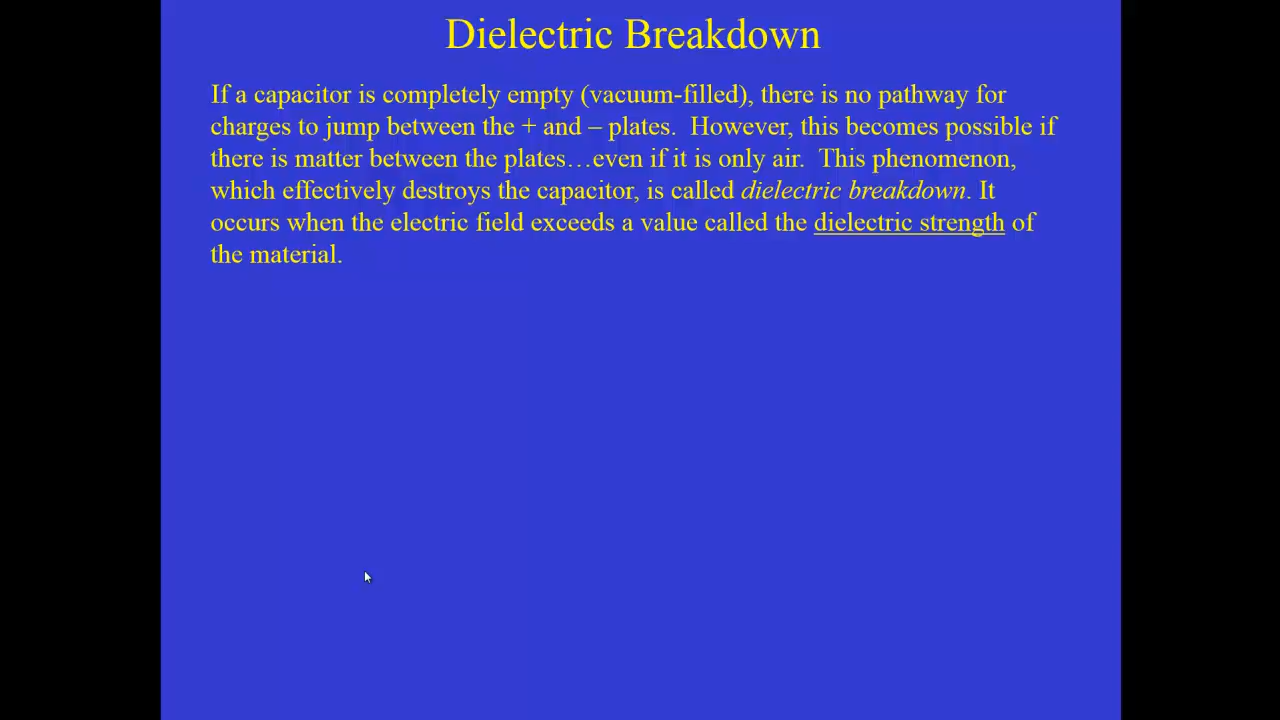 Dielectric Breakdown
If a capacitor is completely empty (vacuum-filled), there is no pathway for
charges to jump between the + and – plates.  However, this becomes possible if
there is matter between the plates…even if it is only air.  This phenomenon,
which effectively destroys the capacitor, is called dielectric breakdown. It
occurs when the electric field exceeds a value called the dielectric strength of
the material.